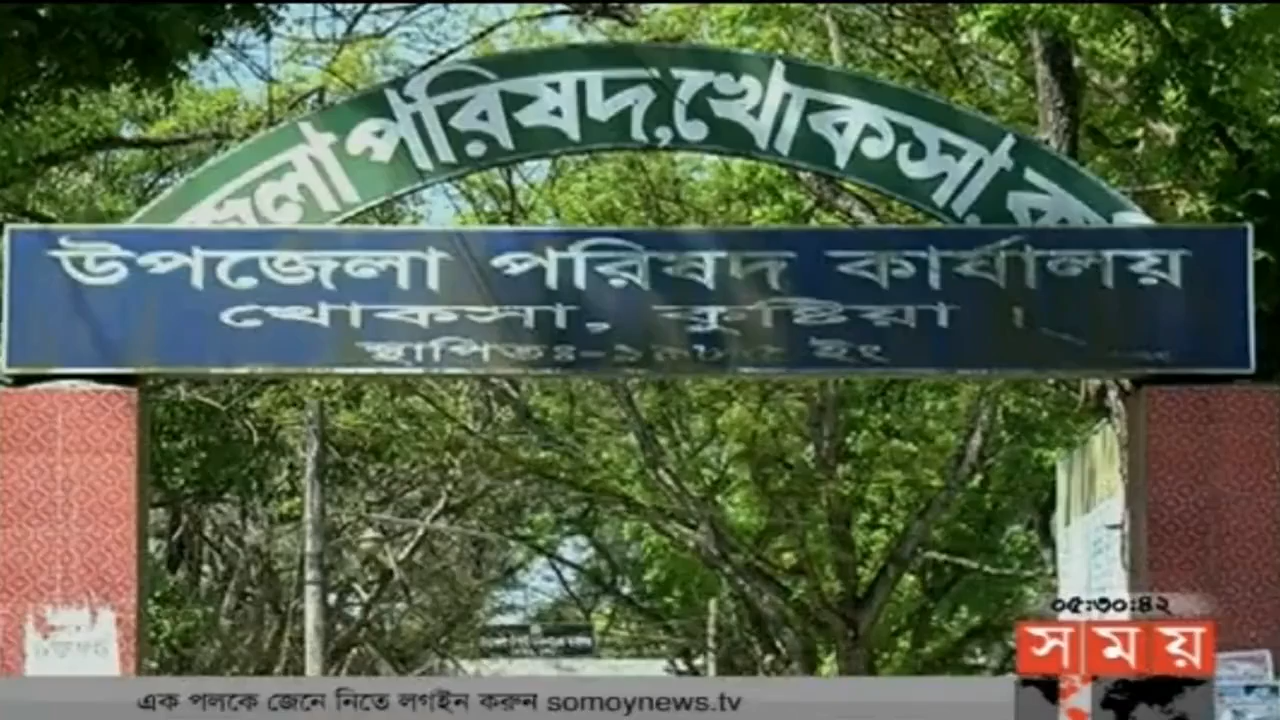 জেলা পরিষদ, খোকসা, কু
উপজেলা পরিষদ কার্যালয়
খোকসা, কুষ্টিয়া ।
স্থাপিতঃ- ইং
০৫:৩০:৪২
সময়
এক পলকে জেনে নিতে লগইন করুন somoynews.tv